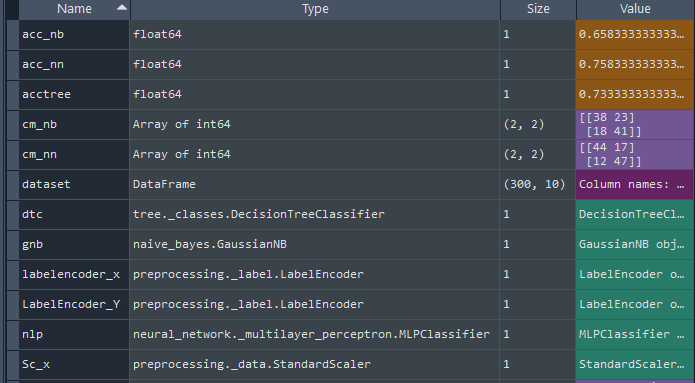 Name Type Size Value
acc_nb float64 1 0.658333333333…
acc_nn float64 1 0.758333333333…
acctree float64 1 0.733333333333…
cm_nb Array of int64 (2, 2) [[38 23]
[18 41]]
cm_nn Array of int64 (2, 2) [[44 17]
[12 47]]
dataset DataFrame (300, 10) Column names: …
dtc tree._classes.DecisionTreeClassifier 1 DecisionTreeCl…
gnb naive_bayes.GaussianNB 1 GaussianNB obj…
labelencoder_x preprocessing._label.LabelEncoder 1 LabelEncoder o…
LabelEncoder_Y preprocessing._label.LabelEncoder 1 LabelEncoder o…
nlp neural_network._multilayer_perceptron.MLPClassifier 1 MLPClassifier …
Sc_x preprocessing._data.StandardScaler 1 StandardScaler…